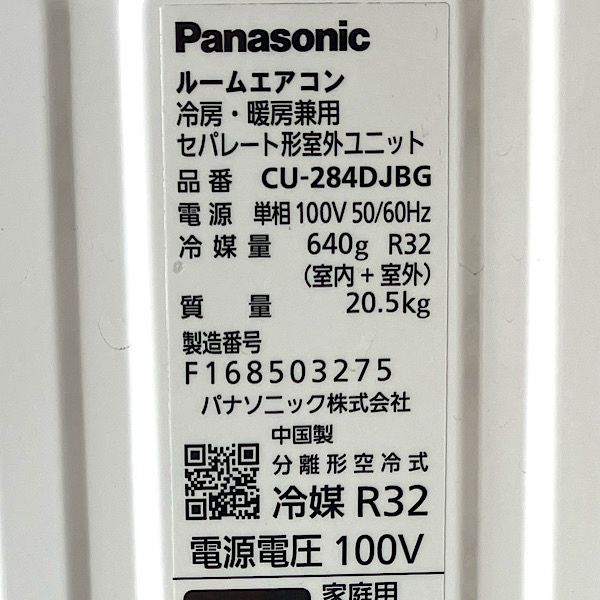 Panasonic
ルームエアコン
冷房・暖房兼用
セパレート形室外ユニット
品番 CU-284DJBG
電源 単相100V 50/60Hz
冷媒量 640g R32
（室内+室外）
質量 20.5kg
製造番号
F168503275
パナソニック株式会社
中国製
分離形空冷式
冷媒 R32
電源電圧 100V
家庭用